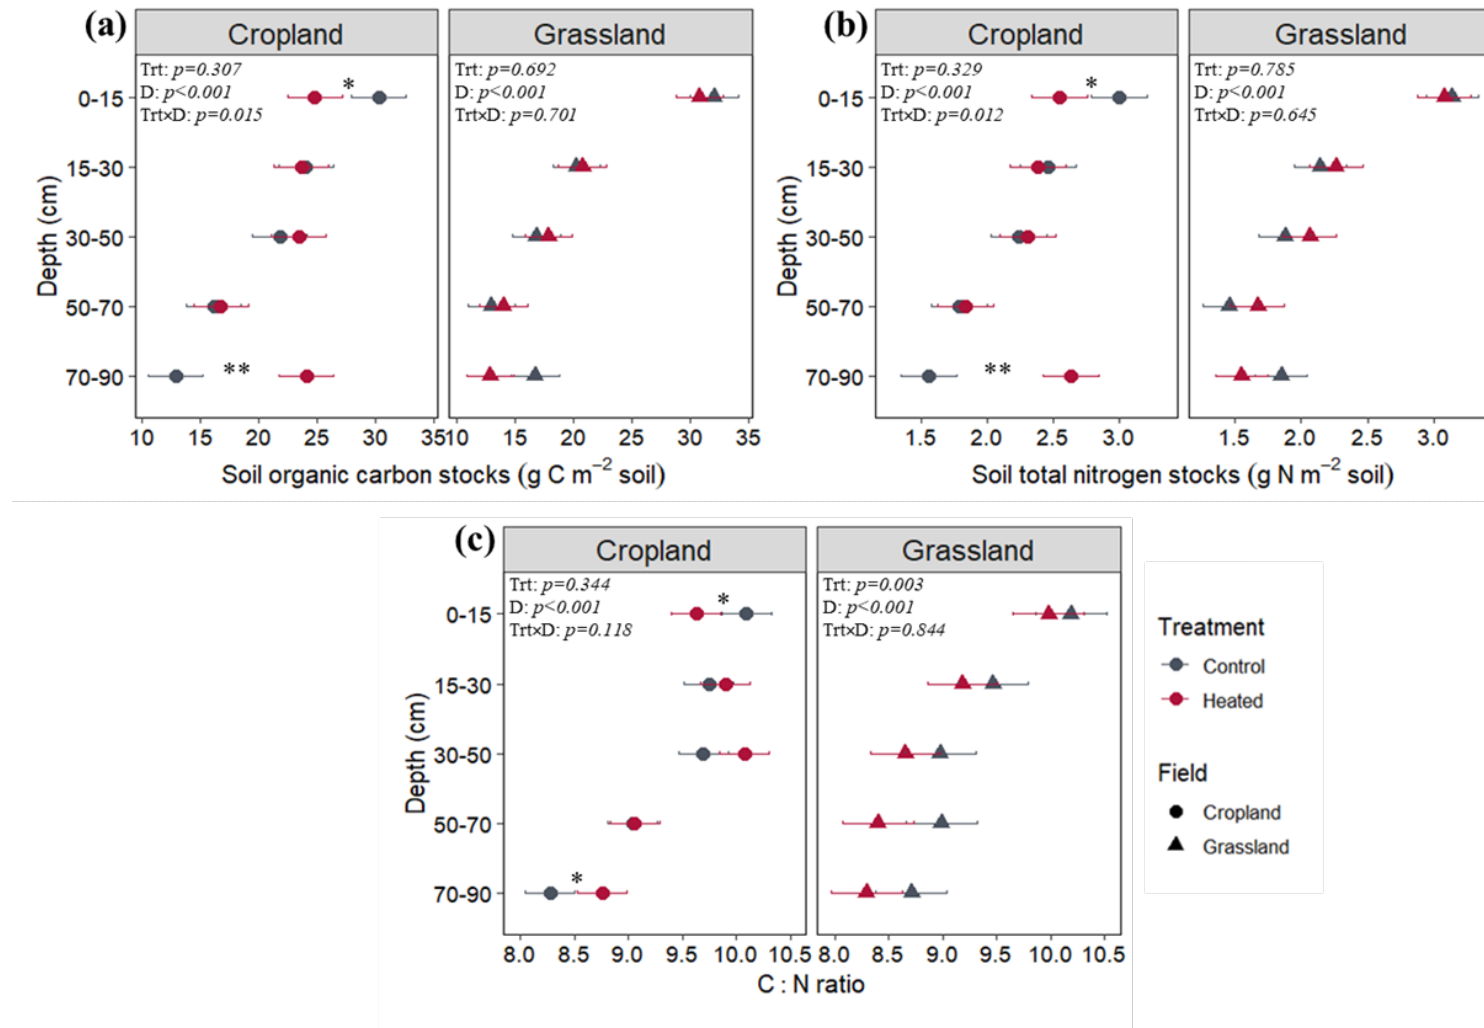 (a)
Cropland
Grassland
Trt: p=0.307
D: p<0.001
Trt×D: p=0.015
*
**
Trt: p=0.692
D: p<0.001
Trt×D: p=0.701
Depth (cm)
0-15
15-30
30-50
50-70
70-90
10 15 20 25 30 35
10 15 20 25 30 35
Soil organic carbon stocks (g C m⁻² soil)
(b)
Cropland
Grassland
Trt: p=0.329
D: p<0.001
Trt×D: p=0.012
*
**
Trt: p=0.785
D: p<0.001
Trt×D: p=0.645
Depth (cm)
0-15
15-30
30-50
50-70
70-90
1.5 2.0 2.5 3.0
1.5 2.0 2.5 3.0
Soil total nitrogen stocks (g N m⁻² soil)
(c)
Cropland
Grassland
Trt: p=0.344
D: p<0.001
Trt×D: p=0.118
*
*
Trt: p=0.003
D: p<0.001
Trt×D: p=0.844
Depth (cm)
0-15
15-30
30-50
50-70
70-90
8.0 8.5 9.0 9.5 10.0 10.5
8.0 8.5 9.0 9.5 10.0 10.5
C : N ratio
Treatment
Control
Heated
Field
Cropland
Grassland